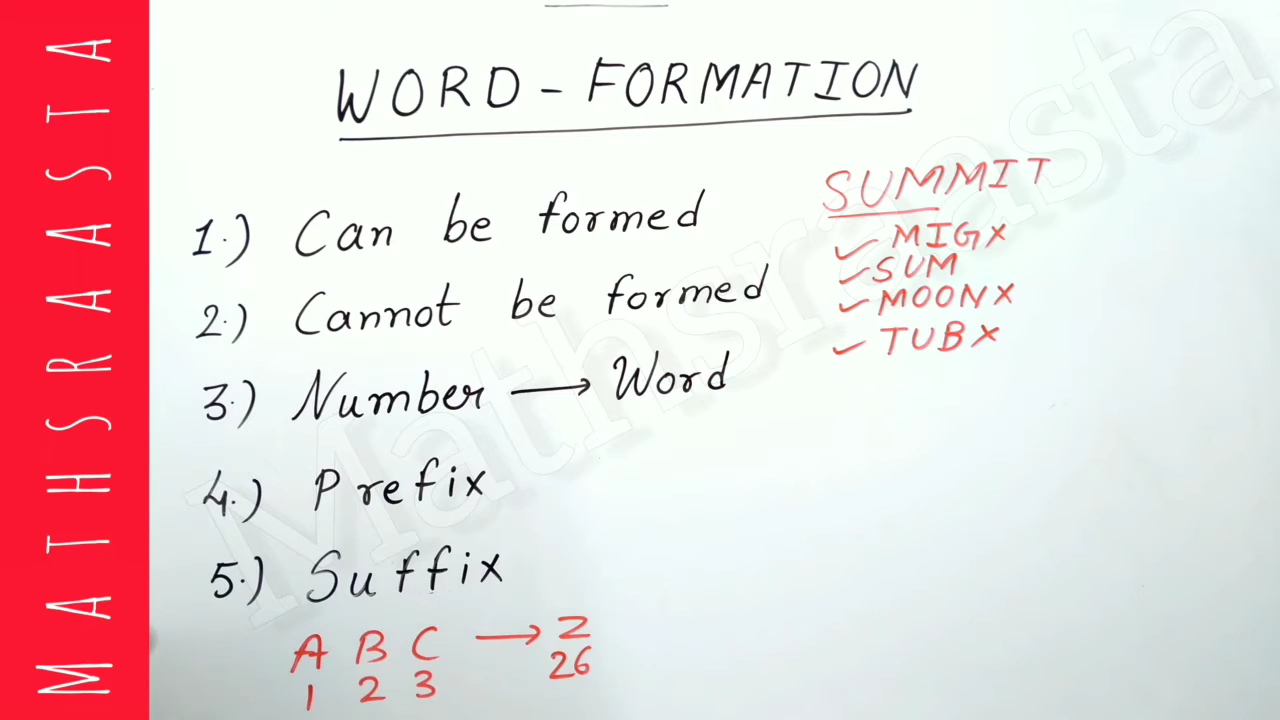 MATHSRAASTA
WORD-FORMATION
1.) Can be formed
2.) Cannot be formed
3.) Number → Word
4.) Prefix
5.) Suffix
A B C → Z
1 2 3 26
SUMMIT
✓ MIG×
✓ SUM
✓ MOON×
✓ TUB×
Mathsraasta